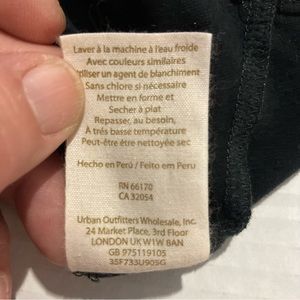 Laver à la machine à l'eau froide
Avec couleurs similaires
Utiliser un agent de blanchiment
Sans chlore si nécessaire
Mettre en forme et
Secher à plat
Repasser, au besoin,
A trés basse température
Peut-être être nettoyée sec
Hecho en Perú / Feito em Peru
RN 66170
CA 32054
Urban Outfitters Wholesale, Inc.
24 Market Place, 3rd Floor
LONDON UK W1W 8AN
GB 975119105
35F733U905G